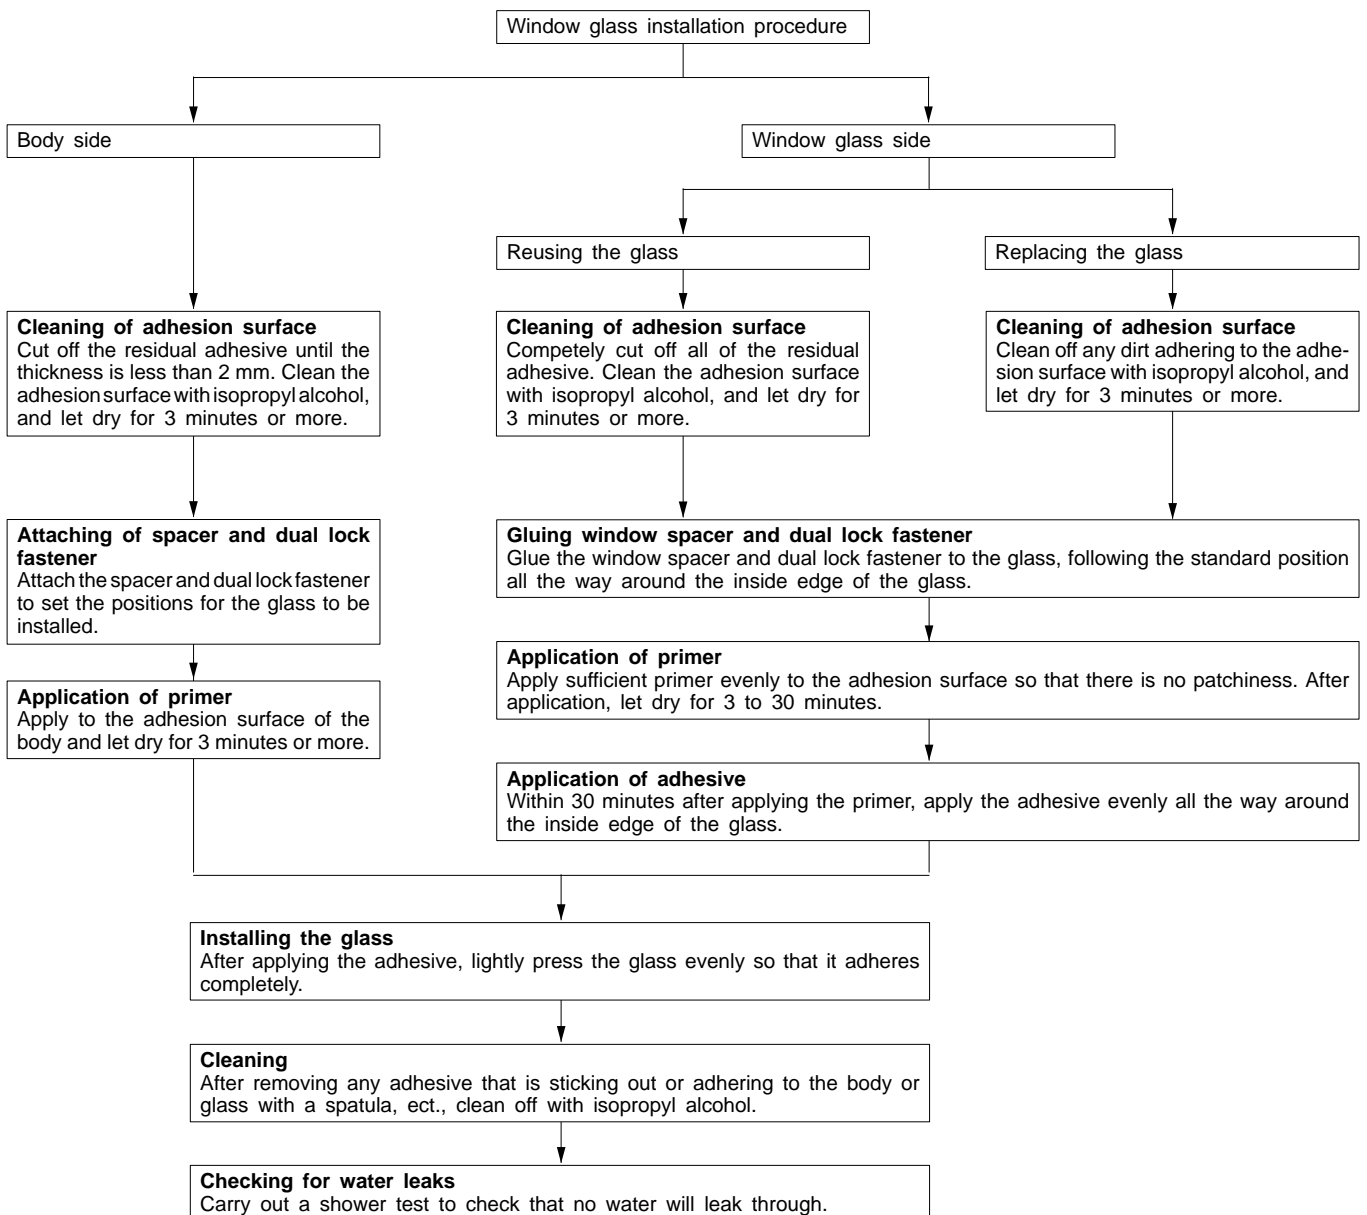 Window glass installation procedure
Body side
Window glass side
Reusing the glass
Replacing the glass
Cleaning of adhesion surface
Cut off the residual adhesive until the
thickness is less than 2 mm. Clean the
adhesion surface with isopropyl alcohol,
and let dry for 3 minutes or more.
Cleaning of adhesion surface
Competely cut off all of the residual
adhesive. Clean the adhesion surface
with isopropyl alcohol, and let dry for
3 minutes or more.
Cleaning of adhesion surface
Clean off any dirt adhering to the adhe-
sion surface with isopropyl alcohol, and
let dry for 3 minutes or more.
Attaching of spacer and dual lock
fastener
Attach the spacer and dual lock fastener
to set the positions for the glass to be
installed.
Gluing window spacer and dual lock fastener
Glue the window spacer and dual lock fastener to the glass, following the standard position
all the way around the inside edge of the glass.
Application of primer
Apply to the adhesion surface of the
body and let dry for 3 minutes or more.
Application of primer
Apply sufficient primer evenly to the adhesion surface so that there is no patchiness. After
application, let dry for 3 to 30 minutes.
Application of adhesive
Within 30 minutes after applying the primer, apply the adhesive evenly all the way around
the inside edge of the glass.
Installing the glass
After applying the adhesive, lightly press the glass evenly so that it adheres
completely.
Cleaning
After removing any adhesive that is sticking out or adhering to the body or
glass with a spatula, ect., clean off with isopropyl alcohol.
Checking for water leaks
Carry out a shower test to check that no water will leak through.